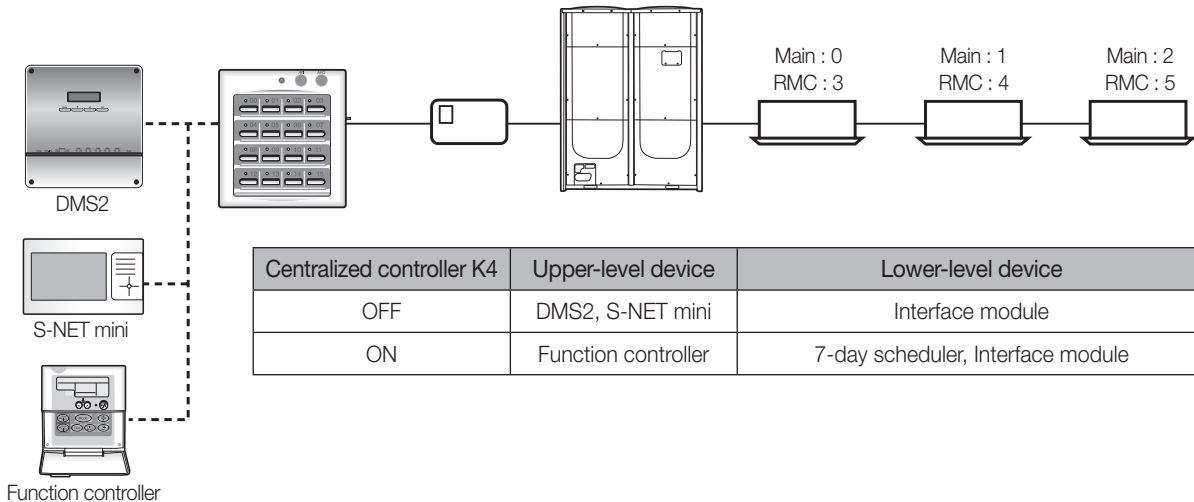 Main : 0
RMC : 3
Main : 1
RMC : 4
Main : 2
RMC : 5
DMS2
S-NET mini
Function controller
Centralized controller K4 Upper-level device Lower-level device
OFF DMS2, S-NET mini Interface module
ON Function controller 7-day scheduler, Interface module